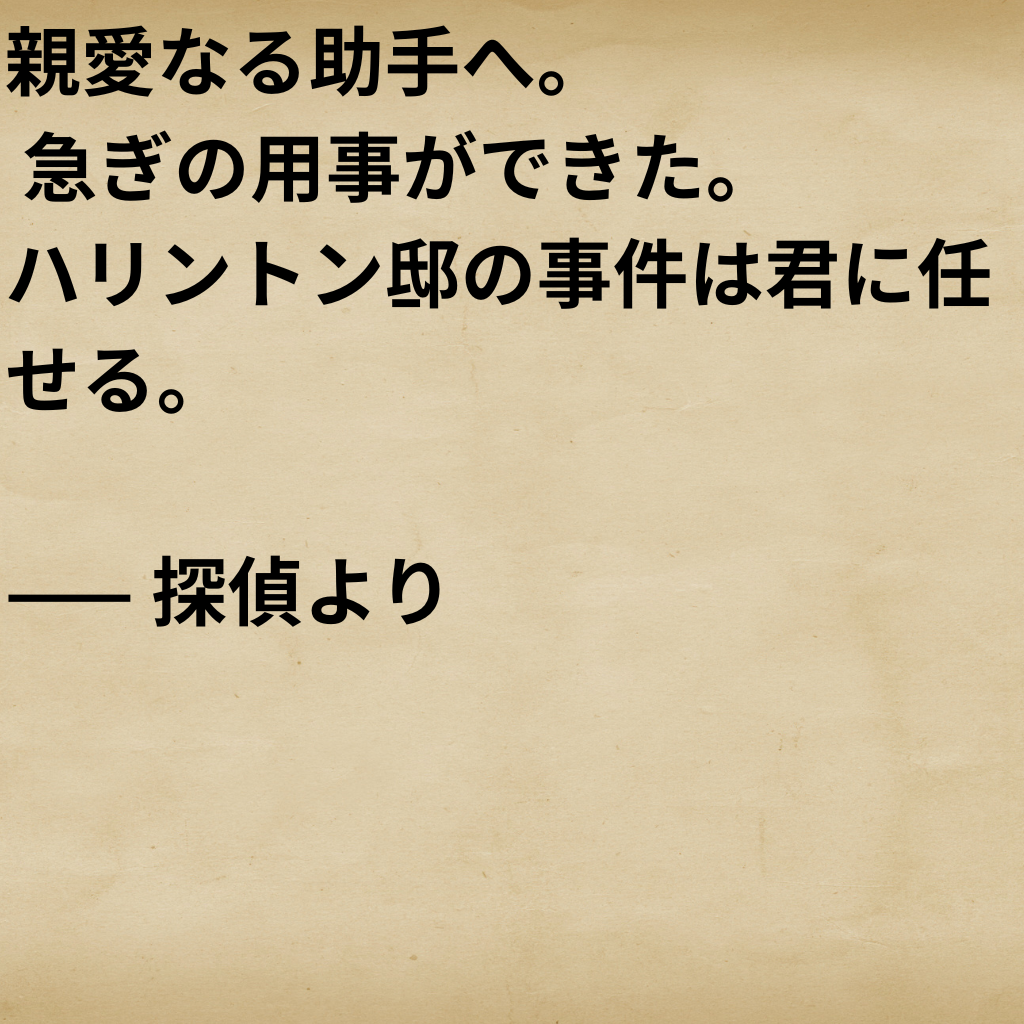 親愛なる助手へ。
急ぎの用事ができた。
ハリントン邸の事件は君に任
せる。
—— 探偵より